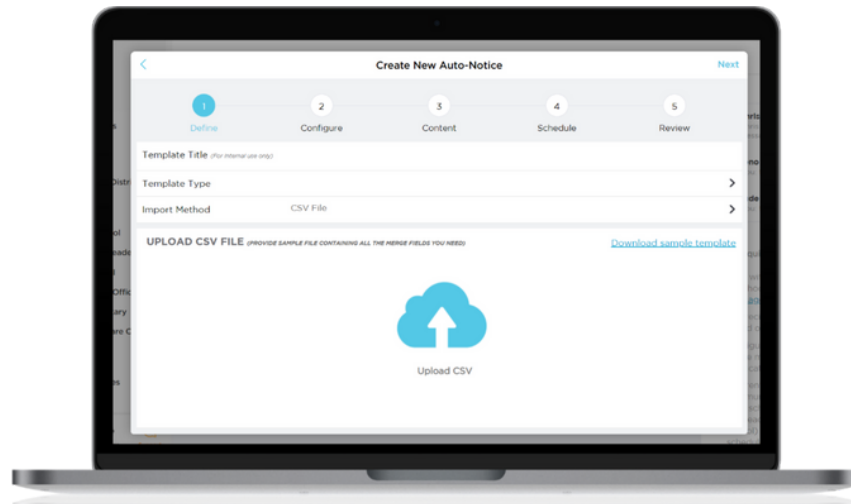 Create New Auto-Notice
Next
1
2
3
4
5
Define
Configure
Content
Schedule
Review
Template Title (For internal use only)
Template Type
Import Method CSV File
UPLOAD CSV FILE (PROVIDE SAMPLE FILE CONTAINING ALL THE MERGE FIELDS YOU NEED)
Download sample template
Upload CSV